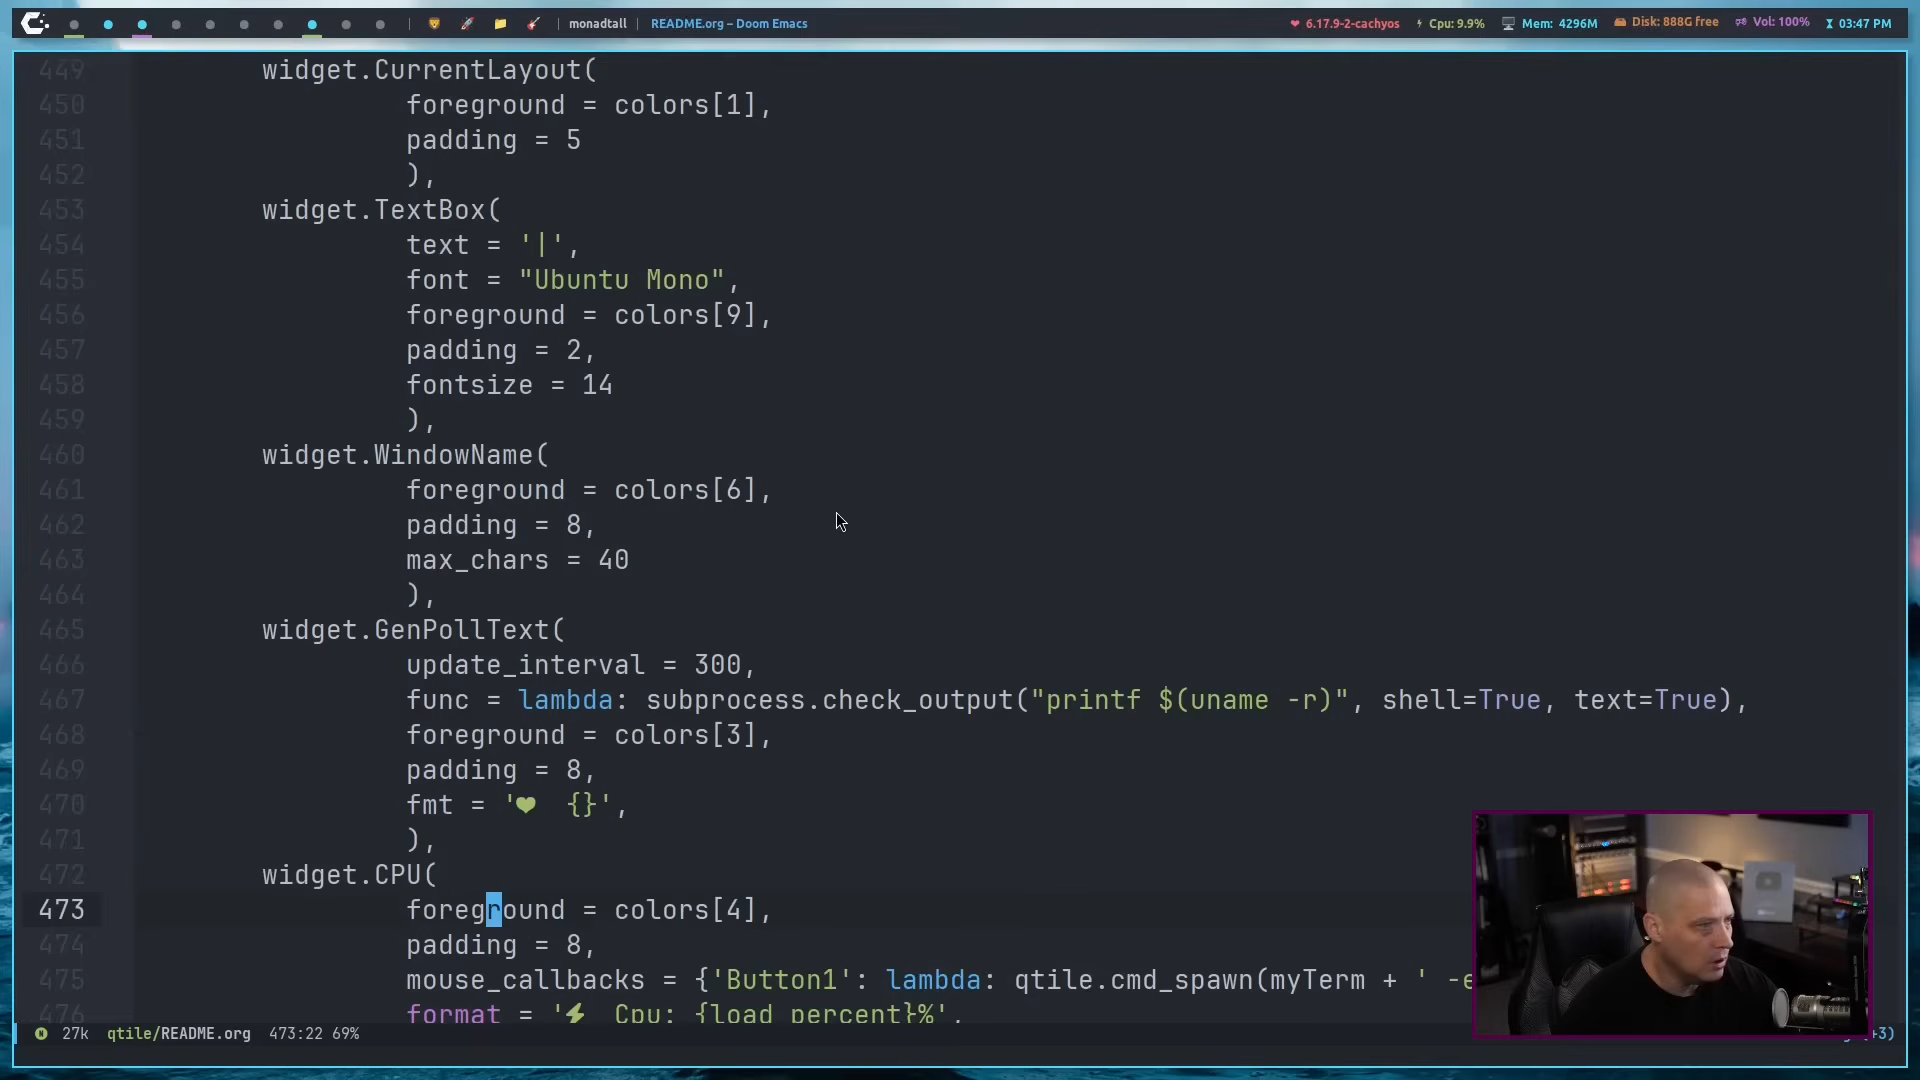 monadtall | README.org – Doom Emacs
❤ 6.17.9-2-cachyos ⚡ Cpu: 9.9% Mem: 4296M Disk: 888G free Vol: 100% 03:47 PM
449 widget.CurrentLayout(
450 foreground = colors[1],
451 padding = 5
452 ),
453 widget.TextBox(
454 text = '|',
455 font = "Ubuntu Mono",
456 foreground = colors[9],
457 padding = 2,
458 fontsize = 14
459 ),
460 widget.WindowName(
461 foreground = colors[6],
462 padding = 8,
463 max_chars = 40
464 ),
465 widget.GenPollText(
466 update_interval = 300,
467 func = lambda: subprocess.check_output("printf $(uname -r)", shell=True, text=True),
468 foreground = colors[3],
469 padding = 8,
470 fmt = '❤  {}',
471 ),
472 widget.CPU(
473 foreground = colors[4],
474 padding = 8,
475 mouse_callbacks = {'Button1': lambda: qtile.cmd_spawn(myTerm + ' -e
476 format = '⚡  Cpu: {load_percent}%',
27k qtile/README.org 473:22 69%
+3)